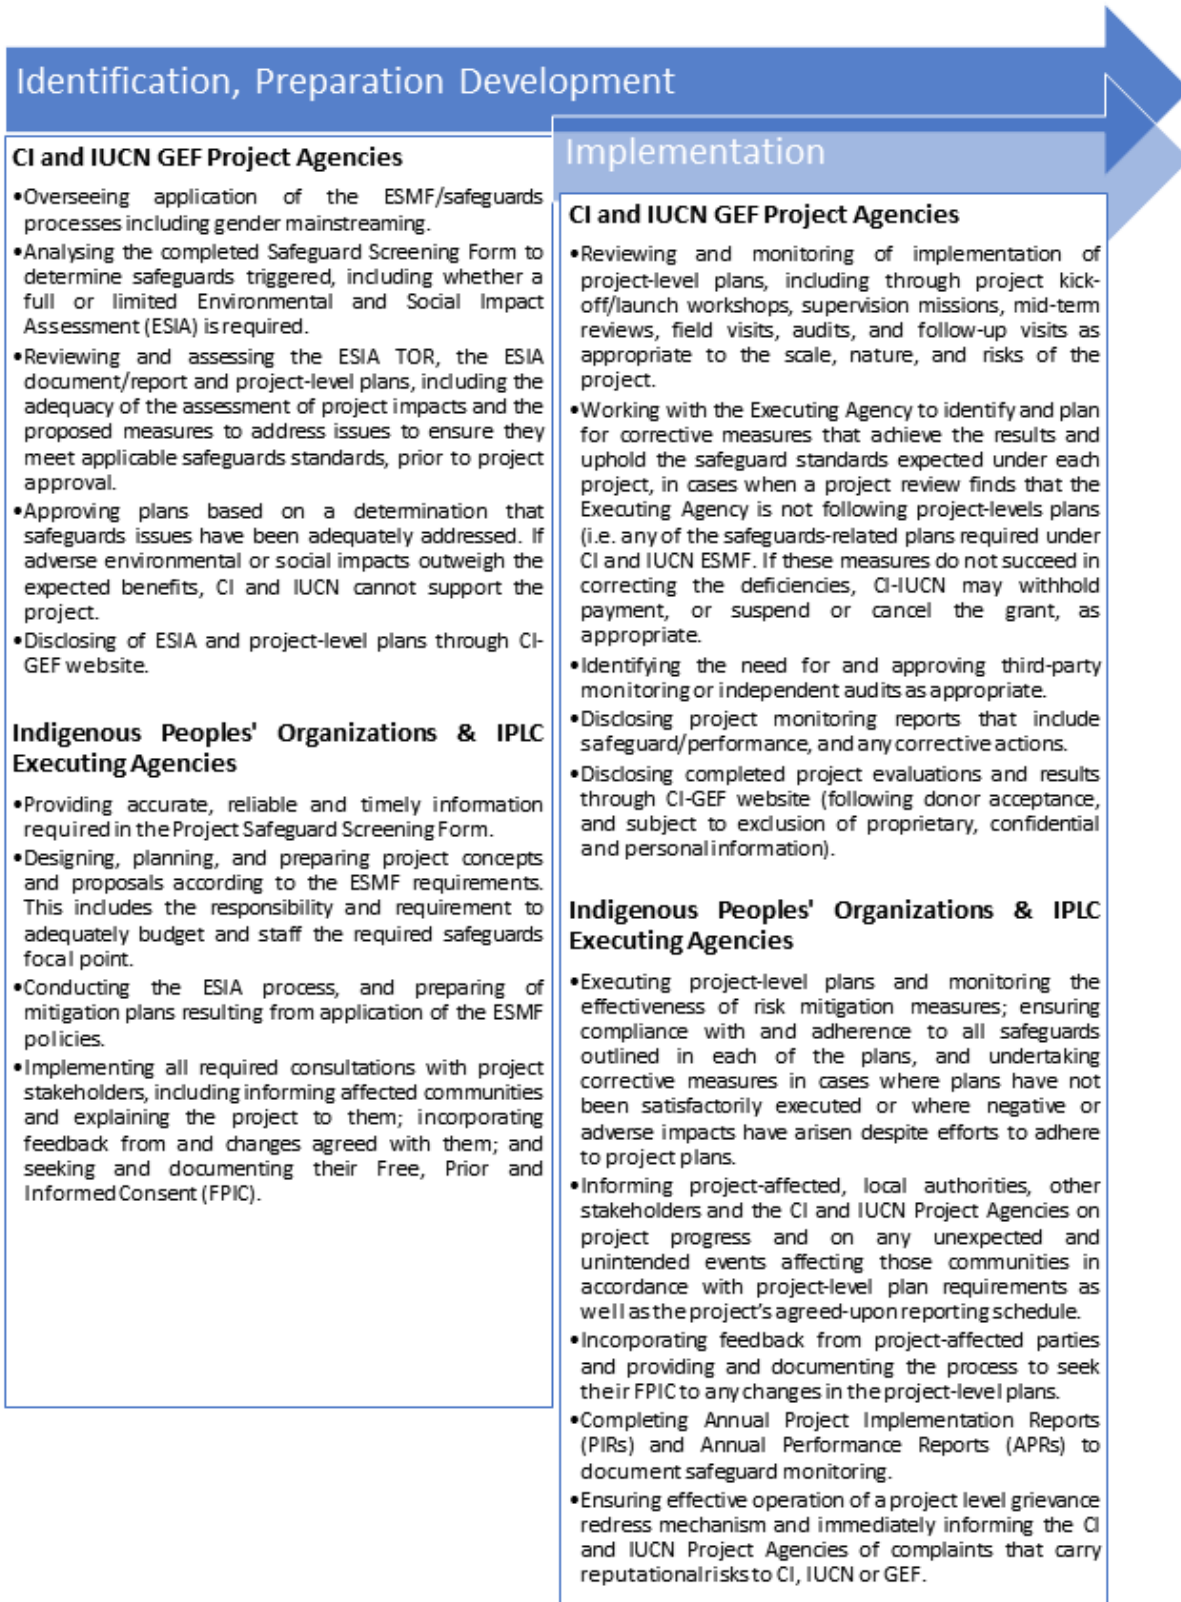 Identification, Preparation Development
CI and IUCN GEF Project Agencies
•Overseeing application of the ESMF/safeguards
processes including gender mainstreaming.
•Analysing the completed Safeguard Screening Form to
determine safeguards triggered, including whether a
full or limited Environmental and Social Impact
Assessment (ESIA) is required.
•Reviewing and assessing the ESIA TOR, the ESIA
document/report and project-level plans, including the
adequacy of the assessment of project impacts and the
proposed measures to address issues to ensure they
meet applicable safeguards standards, prior to project
approval.
•Approving plans based on a determination that
safeguards issues have been adequately addressed. If
adverse environmental or social impacts outweigh the
expected benefits, CI and IUCN cannot support the
project.
•Disclosing of ESIA and project-level plans through CI-
GEF website.
Indigenous Peoples' Organizations & IPLC
Executing Agencies
•Providing accurate, reliable and timely information
required in the Project Safeguard Screening Form.
•Designing, planning, and preparing project concepts
and proposals according to the ESMF requirements.
This includes the responsibility and requirement to
adequately budget and staff the required safeguards
focal point.
•Conducting the ESIA process, and preparing of
mitigation plans resulting from application of the ESMF
policies.
•Implementing all required consultations with project
stakeholders, including informing affected communities
and explaining the project to them; incorporating
feedback from and changes agreed with them; and
seeking and documenting their Free, Prior and
Informed Consent (FPIC).
Implementation
CI and IUCN GEF Project Agencies
•Reviewing and monitoring of implementation of
project-level plans, including through project kick-
off/launch workshops, supervision missions, mid-term
reviews, field visits, audits, and follow-up visits as
appropriate to the scale, nature, and risks of the
project.
•Working with the Executing Agency to identify and plan
for corrective measures that achieve the results and
uphold the safeguard standards expected under each
project, in cases when a project review finds that the
Executing Agency is not following project-levels plans
(i.e. any of the safeguards-related plans required under
CI and IUCN ESMF. If these measures do not succeed in
correcting the deficiencies, CI-IUCN may withhold
payment, or suspend or cancel the grant, as
appropriate.
•Identifying the need for and approving third-party
monitoring or independent audits as appropriate.
•Disclosing project monitoring reports that include
safeguard/performance, and any corrective actions.
•Disclosing completed project evaluations and results
through CI-GEF website (following donor acceptance,
and subject to exclusion of proprietary, confidential
and personal information).
Indigenous Peoples' Organizations & IPLC
Executing Agencies
•Executing project-level plans and monitoring the
effectiveness of risk mitigation measures; ensuring
compliance with and adherence to all safeguards
outlined in each of the plans, and undertaking
corrective measures in cases where plans have not
been satisfactorily executed or where negative or
adverse impacts have arisen despite efforts to adhere
to project plans.
•Informing project-affected, local authorities, other
stakeholders and the CI and IUCN Project Agencies on
project progress and on any unexpected and
unintended events affecting those communities in
accordance with project-level plan requirements as
well as the project's agreed-upon reporting schedule.
•Incorporating feedback from project-affected parties
and providing and documenting the process to seek
their FPIC to any changes in the project-level plans.
•Completing Annual Project Implementation Reports
(PIRs) and Annual Performance Reports (APRs) to
document safeguard monitoring.
•Ensuring effective operation of a project level grievance
redress mechanism and immediately informing the CI
and IUCN Project Agencies of complaints that carry
reputational risks to CI, IUCN or GEF.